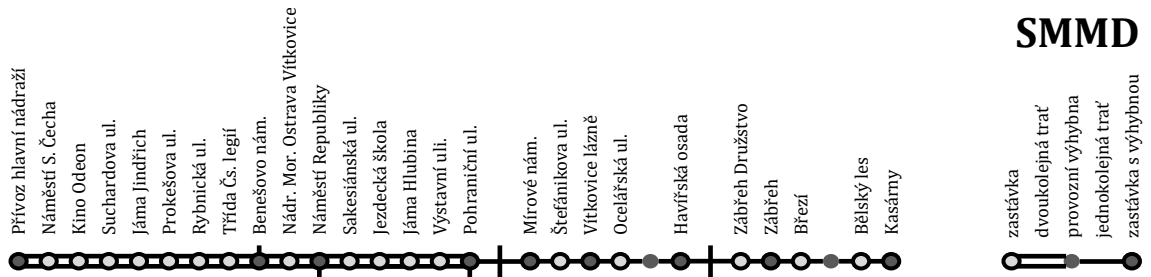 SMMD
Přívoz hlavní nádraží
Náměstí S. Čecha
Kino Odeon
Suchardova ul.
Jáma Jindřich
Prokešova ul.
Rybnická ul.
Třída Čs. legií
Benešovo nám.
Nádr. Mor. Ostrava Vítkovice
Náměstí Republiky
Sakesiánská ul.
Jezdecká škola
Jáma Hlubina
Výstavní uli.
Pohraniční ul.
Mírové nám.
Štefánikova ul.
Vítkovice lázně
Ocelářská ul.
Havířská osada
Zábřeh Družstvo
Zábřeh
Březí
Bělský les
Kasárny
zastávka
dvoukolejná trať
provozní výhybna
jednokolejná trať
zastávka s výhybnou